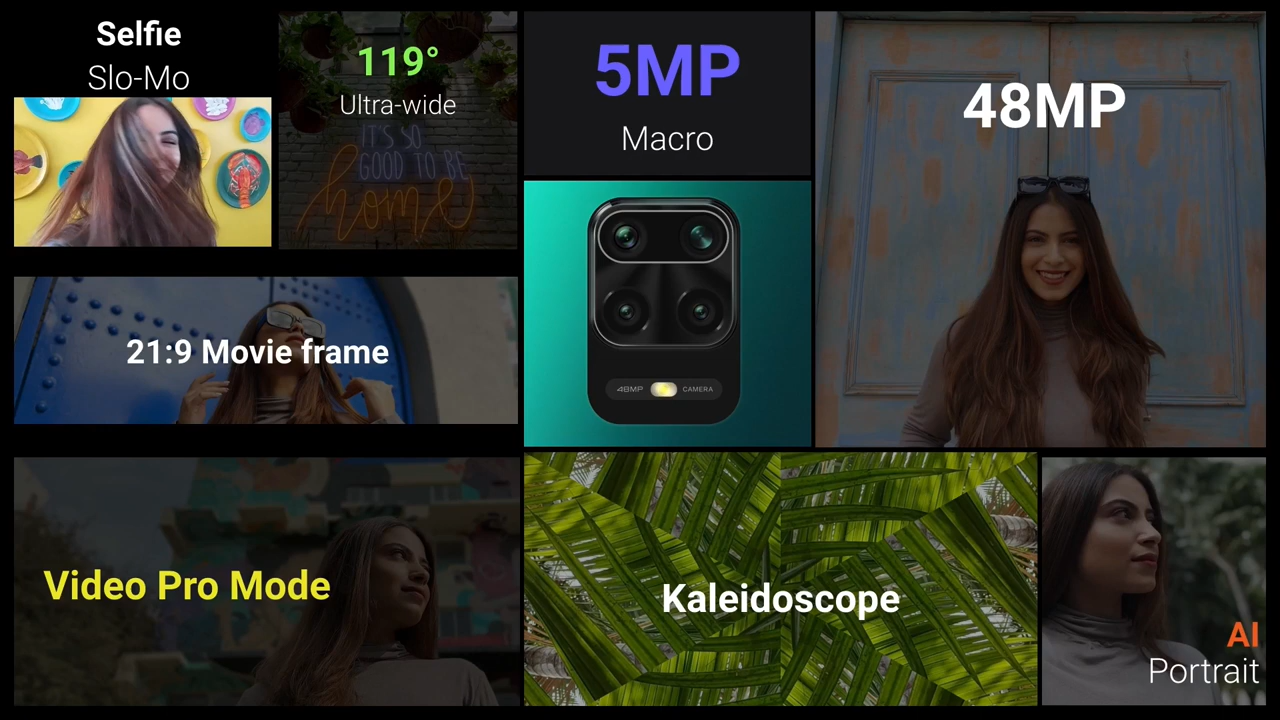 Selfie
Slo-Mo
119°
Ultra-wide
IT'S SO
GOOD TO BE
home
5MP
Macro
48MP
48MP CAMERA
21:9 Movie frame
Video Pro Mode
Kaleidoscope
AI
Portrait